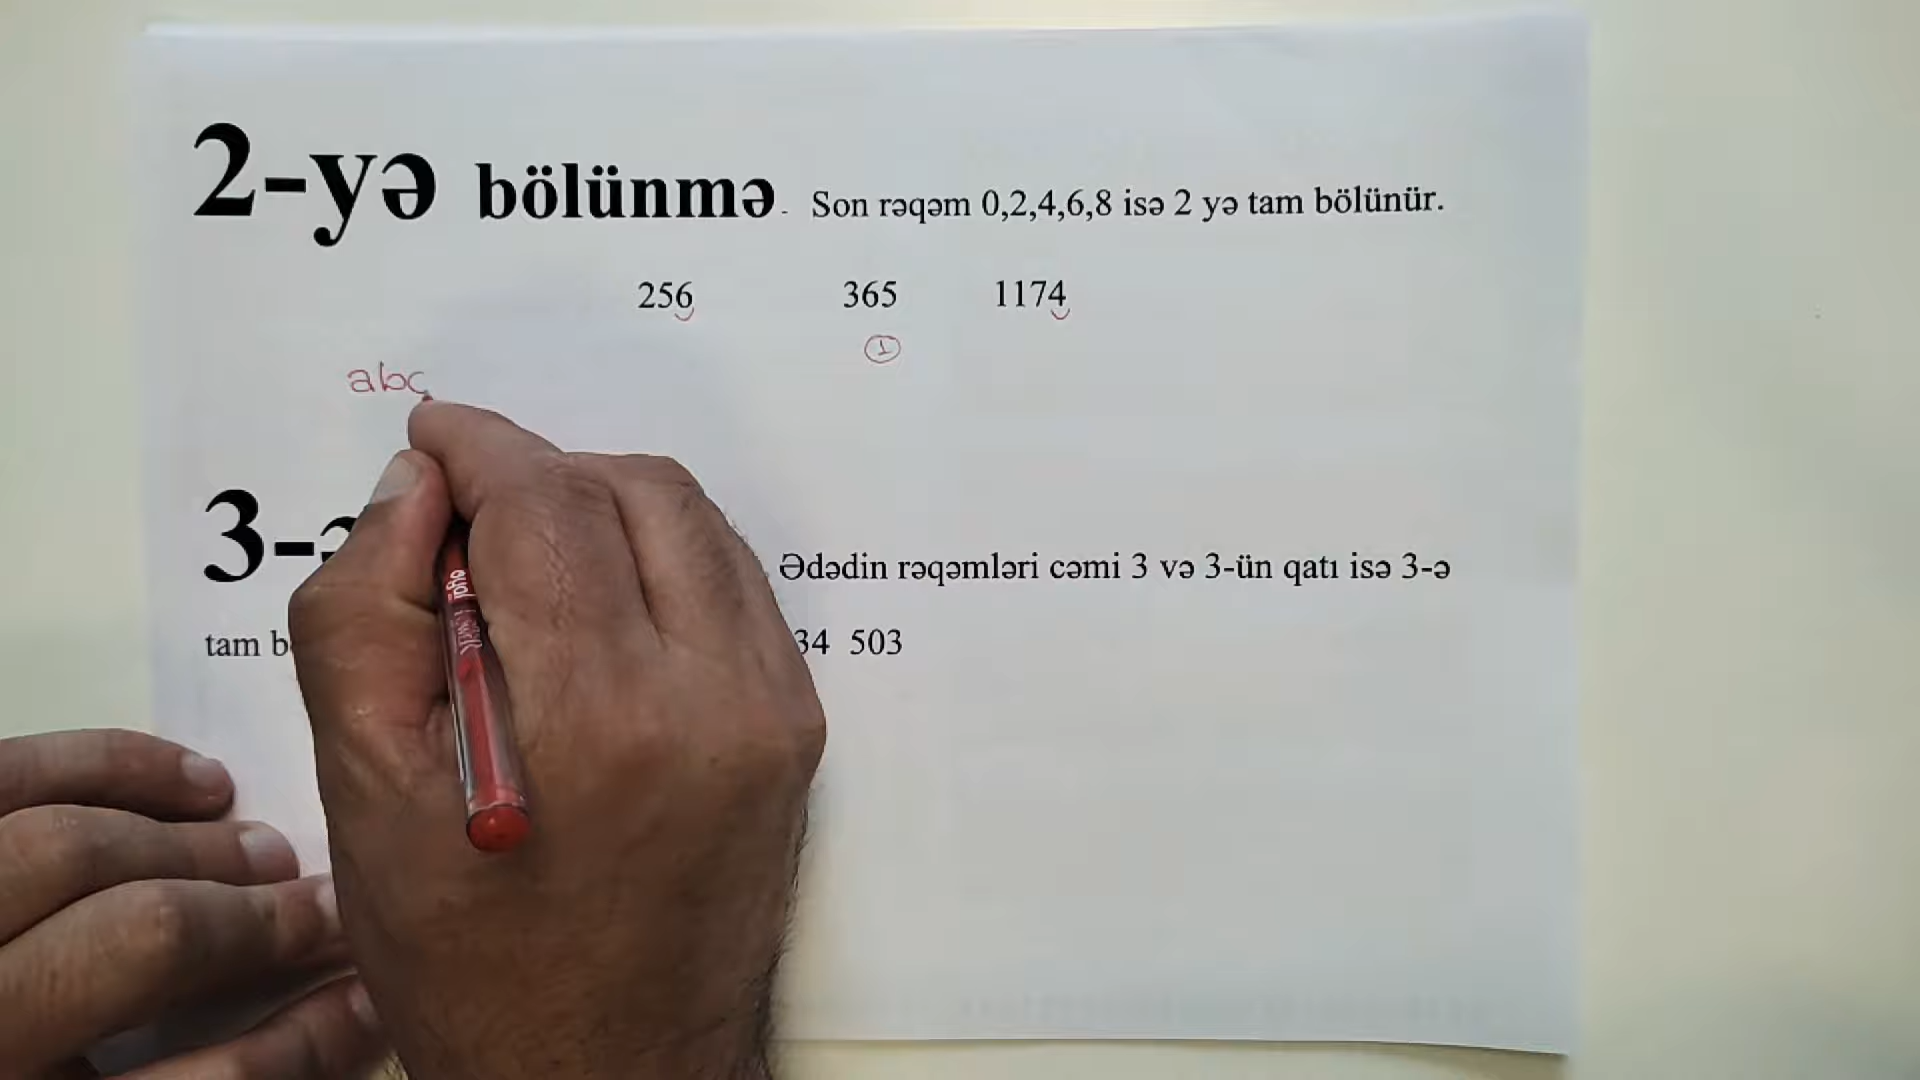 2-yə bölünmə- Son rəqəm 0,2,4,6,8 isə 2 yə tam bölünür.
256 365 1174
1
abc
3- Ədədin rəqəmləri cəmi 3 və 3-ün qatı isə 3-ə
tam 34 503